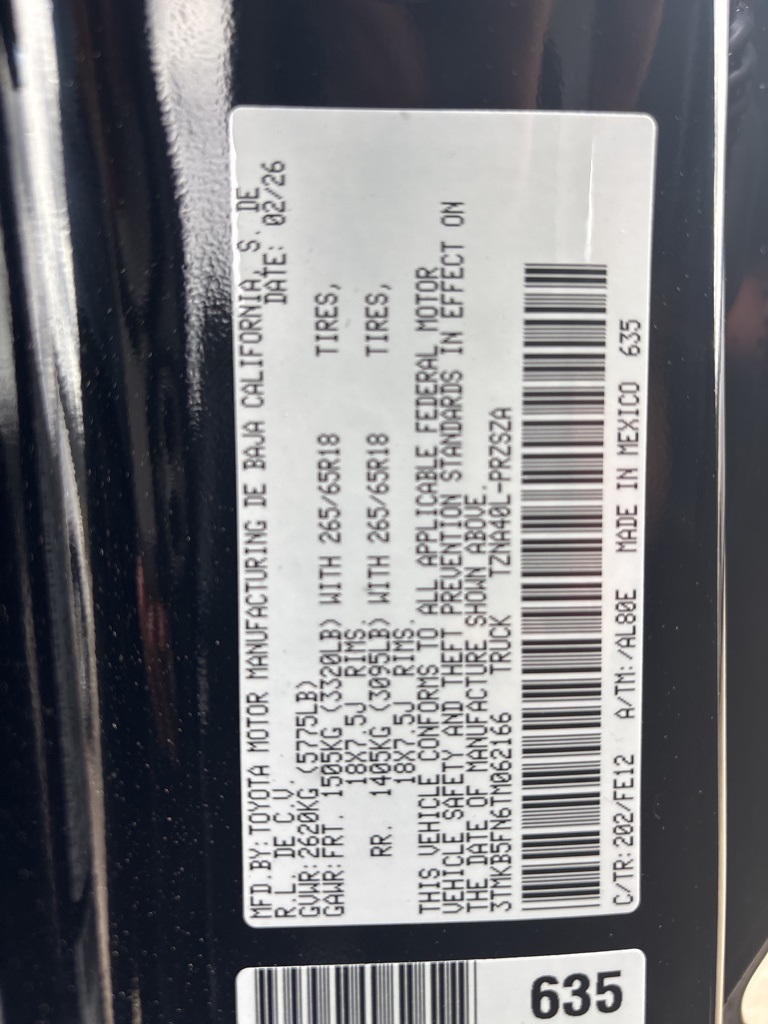 MFD.BY:TOYOTA MOTOR MANUFACTURING DE BAJA CALIFORNIA, S. DE
R.L. DE C.V. DATE: 02/26
GVWR:2620KG (5775LB)
GAWR:FRT. 1505KG (3320LB) WITH 265/65R18 TIRES,
18X7.5J RIMS.
RR. 1405KG (3095LB) WITH 265/65R18 TIRES,
18X7.5J RIMS.
THIS VEHICLE CONFORMS TO ALL APPLICABLE FEDERAL MOTOR
VEHICLE SAFETY AND THEFT PREVENTION STANDARDS IN EFFECT ON
THE DATE OF MANUFACTURE SHOWN ABOVE.
3TMKB5FN6TM062166 TRUCK TZNA40L-PRZSZA
C/TR:202/FE12 A/TM:/AL80E MADE IN MEXICO 635
635